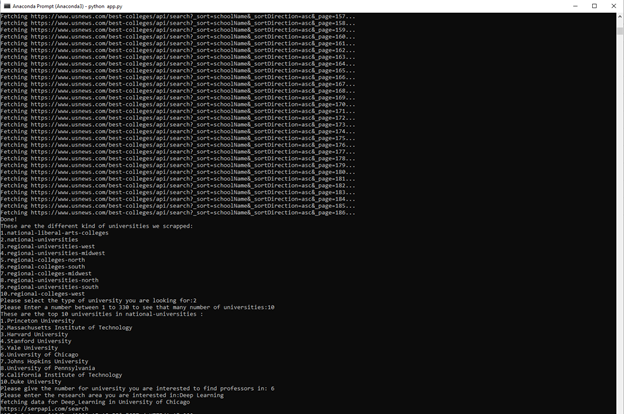 Anaconda Prompt (Anaconda3) - python app.py
Fetching https://www.usnews.com/best-colleges/api/search?_sort=schoolName&_sortDirection=asc&_page=157...
Fetching https://www.usnews.com/best-colleges/api/search?_sort=schoolName&_sortDirection=asc&_page=158...
Fetching https://www.usnews.com/best-colleges/api/search?_sort=schoolName&_sortDirection=asc&_page=159...
Fetching https://www.usnews.com/best-colleges/api/search?_sort=schoolName&_sortDirection=asc&_page=160...
Fetching https://www.usnews.com/best-colleges/api/search?_sort=schoolName&_sortDirection=asc&_page=161...
Fetching https://www.usnews.com/best-colleges/api/search?_sort=schoolName&_sortDirection=asc&_page=162...
Fetching https://www.usnews.com/best-colleges/api/search?_sort=schoolName&_sortDirection=asc&_page=163...
Fetching https://www.usnews.com/best-colleges/api/search?_sort=schoolName&_sortDirection=asc&_page=164...
Fetching https://www.usnews.com/best-colleges/api/search?_sort=schoolName&_sortDirection=asc&_page=165...
Fetching https://www.usnews.com/best-colleges/api/search?_sort=schoolName&_sortDirection=asc&_page=166...
Fetching https://www.usnews.com/best-colleges/api/search?_sort=schoolName&_sortDirection=asc&_page=167...
Fetching https://www.usnews.com/best-colleges/api/search?_sort=schoolName&_sortDirection=asc&_page=168...
Fetching https://www.usnews.com/best-colleges/api/search?_sort=schoolName&_sortDirection=asc&_page=169...
Fetching https://www.usnews.com/best-colleges/api/search?_sort=schoolName&_sortDirection=asc&_page=170...
Fetching https://www.usnews.com/best-colleges/api/search?_sort=schoolName&_sortDirection=asc&_page=171...
Fetching https://www.usnews.com/best-colleges/api/search?_sort=schoolName&_sortDirection=asc&_page=172...
Fetching https://www.usnews.com/best-colleges/api/search?_sort=schoolName&_sortDirection=asc&_page=173...
Fetching https://www.usnews.com/best-colleges/api/search?_sort=schoolName&_sortDirection=asc&_page=174...
Fetching https://www.usnews.com/best-colleges/api/search?_sort=schoolName&_sortDirection=asc&_page=175...
Fetching https://www.usnews.com/best-colleges/api/search?_sort=schoolName&_sortDirection=asc&_page=176...
Fetching https://www.usnews.com/best-colleges/api/search?_sort=schoolName&_sortDirection=asc&_page=177...
Fetching https://www.usnews.com/best-colleges/api/search?_sort=schoolName&_sortDirection=asc&_page=178...
Fetching https://www.usnews.com/best-colleges/api/search?_sort=schoolName&_sortDirection=asc&_page=179...
Fetching https://www.usnews.com/best-colleges/api/search?_sort=schoolName&_sortDirection=asc&_page=180...
Fetching https://www.usnews.com/best-colleges/api/search?_sort=schoolName&_sortDirection=asc&_page=181...
Fetching https://www.usnews.com/best-colleges/api/search?_sort=schoolName&_sortDirection=asc&_page=182...
Fetching https://www.usnews.com/best-colleges/api/search?_sort=schoolName&_sortDirection=asc&_page=183...
Fetching https://www.usnews.com/best-colleges/api/search?_sort=schoolName&_sortDirection=asc&_page=184...
Fetching https://www.usnews.com/best-colleges/api/search?_sort=schoolName&_sortDirection=asc&_page=185...
Fetching https://www.usnews.com/best-colleges/api/search?_sort=schoolName&_sortDirection=asc&_page=186...
Done!
These are the different kind of universities we scrapped:
1.national-liberal-arts-colleges
2.national-universities
3.regional-universities-west
4.regional-universities-midwest
5.regional-colleges-north
6.regional-colleges-south
7.regional-colleges-midwest
8.regional-universities-north
9.regional-universities-south
10.regional-colleges-west
Please select the type of university you are looking for:2
Please Enter a number between 1 to 330 to see that many number of universities:10
These are the top 10 universities in national-universities :
1.Princeton University
2.Massachusetts Institute of Technology
3.Harvard University
4.Stanford University
5.Yale University
6.University of Chicago
7.Johns Hopkins University
8.University of Pennsylvania
9.California Institute of Technology
10.Duke University
Please give the number for university you are interested to find professors in: 6
Please enter the research area you are interested in:Deep Learning
fetching data for Deep_Learning in University of Chicago
https://serpapi.com/search